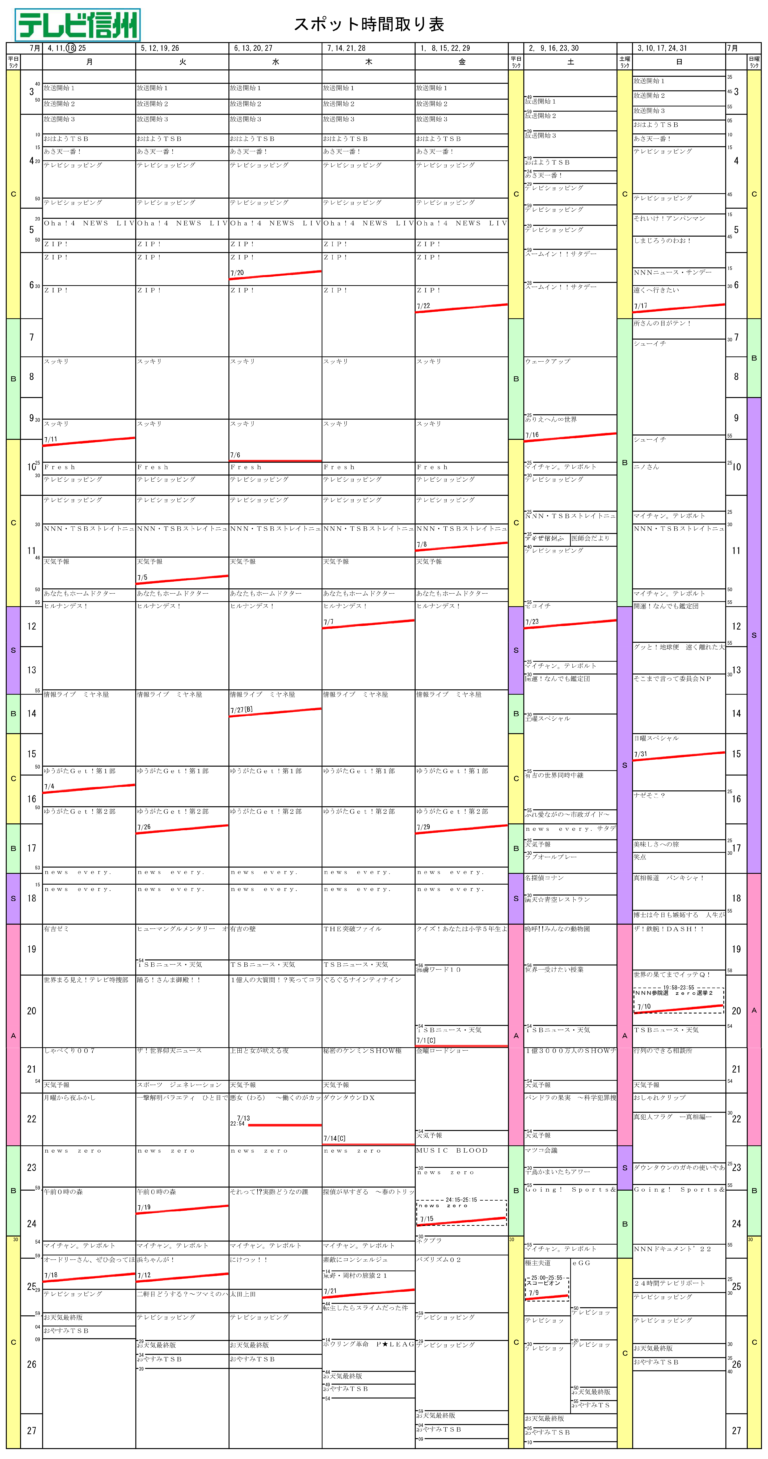 テレビ信州
スポット時間取り表
7月 4, 11, 18, 25 5, 12, 19, 26 6, 13, 20, 27 7, 14, 21, 28 1, 8, 15, 22, 29 2, 9, 16, 23, 30 3, 10, 17, 24, 31 7月
平日ﾗﾝｸ 月 火 水 木 金 平日ﾗﾝｸ 土 土曜ﾗﾝｸ 日 日曜ﾗﾝｸ
月
放送開始1
放送開始2
放送開始3
おはようTSB
あさ天一番!
テレビショッピング
テレビショッピング
Oha!4 NEWS LIV
ZIP!
ZIP!
ZIP!
スッキリ
スッキリ
7/11
Fresh
テレビショッピング
テレビショッピング
NNN・TSBストレイトニュ
天気予報
あなたもホームドクター
ヒルナンデス!
情報ライブ ミヤネ屋
ゆうがたGet!第1部
7/4
ゆうがたGet!第2部
news every.
news every.
有吉ゼミ
世界まる見え!テレビ特捜部
しゃべくり007
天気予報
月曜から夜ふかし
news zero
午前0時の森
マイチャン。テレボルト
オードリーさん、ぜひ会ってほ
7/18
テレビショッピング
お天気最終版
おやすみTSB
火
放送開始1
放送開始2
放送開始3
おはようTSB
あさ天一番!
テレビショッピング
テレビショッピング
Oha!4 NEWS LIV
ZIP!
ZIP!
ZIP!
スッキリ
スッキリ
Fresh
テレビショッピング
テレビショッピング
NNN・TSBストレイトニュ
天気予報
7/5
あなたもホームドクター
ヒルナンデス!
情報ライブ ミヤネ屋
ゆうがたGet!第1部
ゆうがたGet!第2部
7/26
news every.
news every.
ヒューマングルメンタリー オ
TSBニュース・天気
踊る!さんま御殿!!
ザ!世界仰天ニュース
スポーツ ジェネレーション
一撃解明バラエティ ひと目で
news zero
午前0時の森
7/19
マイチャン。テレボルト
浜ちゃんが!
7/12
二軒目どうする?~ツマミのハ
テレビショッピング
お天気最終版
おやすみTSB
水
放送開始1
放送開始2
放送開始3
おはようTSB
あさ天一番!
テレビショッピング
テレビショッピング
Oha!4 NEWS LIV
ZIP!
ZIP!
7/20
ZIP!
スッキリ
スッキリ
7/6
Fresh
テレビショッピング
テレビショッピング
NNN・TSBストレイトニュ
天気予報
あなたもホームドクター
ヒルナンデス!
情報ライブ ミヤネ屋
7/27[B]
ゆうがたGet!第1部
ゆうがたGet!第2部
news every.
news every.
有吉の壁
TSBニュース・天気
1億人の大質問!?笑ってコラ
上田と女が吠える夜
天気予報
悪女(わる) ~働くのがカッ
7/13
22:54
news zero
それって!?実際どうなの課
マイチャン。テレボルト
にけつッ!!
太田上田
テレビショッピング
お天気最終版
おやすみTSB
木
放送開始1
放送開始2
放送開始3
おはようTSB
あさ天一番!
テレビショッピング
テレビショッピング
Oha!4 NEWS LIV
ZIP!
ZIP!
ZIP!
スッキリ
スッキリ
Fresh
テレビショッピング
テレビショッピング
NNN・TSBストレイトニュ
天気予報
あなたもホームドクター
ヒルナンデス!
7/7
情報ライブ ミヤネ屋
ゆうがたGet!第1部
ゆうがたGet!第2部
news every.
news every.
THE突破ファイル
TSBニュース・天気
ぐるぐるナインティナイン
秘密のケンミンSHOW極
天気予報
ダウンタウンDX
7/14[C]
news zero
探偵が早すぎる ~春のトリッ
マイチャン。テレボルト
素敵にコンシェルジュ
7/21
転生したらスライムだった件
ボウリング革命 P★LEAG
お天気最終版
おやすみTSB
金
放送開始1
放送開始2
放送開始3
おはようTSB
あさ天一番!
テレビショッピング
テレビショッピング
Oha!4 NEWS LIV
ZIP!
ZIP!
ZIP!
7/22
スッキリ
スッキリ
Fresh
テレビショッピング
テレビショッピング
NNN・TSBストレイトニュ
7/8
天気予報
あなたもホームドクター
ヒルナンデス!
情報ライブ ミヤネ屋
ゆうがたGet!第1部
ゆうがたGet!第2部
7/29
news every.
news every.
クイズ!あなたは小学5年生よ
沸騰ワード10
TSBニュース・天気
7/1[C]
金曜ロードショー
天気予報
MUSIC BLOOD
news zero
24:15-25:15
news zero
7/15
バズリズム02
テレビショッピング
テレビショッピング
お天気最終版
おやすみTSB
土
放送開始1
放送開始2
放送開始3
おはようTSB
あさ天一番!
テレビショッピング
テレビショッピング
テレビショッピング
ズームイン!!サタデー
ズームイン!!サタデー
ウェークアップ
ありえへん∞世界
7/16
マイチャン。テレボルト
テレビショッピング
NNN・TSBストレイトニュ
医師会だより
テレビショッピング
ゼロイチ
7/23
マイチャン。テレボルト
開運!なんでも鑑定団
土曜スペシャル
有吉の世界同時中継
ふれ愛ながの~市政ガイド~
news every. サタデ
天気予報
ラブオールプレー
名探偵コナン
満天☆青空レストラン
嗚呼!!みんなの動物園
世界一受けたい授業
TSBニュース・天気
1億3000万人のSHOWチ
天気予報
パンドラの果実 ~科学犯罪捜
天気予報
マツコ会議
千鳥かまいたちアワー
Going! Sports&
マイチャン。テレボルト
極主夫道 eGG
25:00-25:55
スコーピオン
7/9
テレビショッ
テレビショッ
テレビショッ
テレビショッ
お天気最終版
おやすみTS
お天気最終版
おやすみTSB
日
放送開始1
放送開始2
放送開始3
おはようTSB
あさ天一番!
テレビショッピング
テレビショッピング
それいけ!アンパンマン
しまじろうのわお!
NNNニュース・サンデー
遠くへ行きたい
7/17
所さんの目がテン!
シューイチ
シューイチ
ニノさん
マイチャン。テレボルト
NNN・TSBストレイトニュ
マイチャン。テレボルト
開運!なんでも鑑定団
グッと!地球便 遠く離れた大
そこまで言って委員会NP
日曜スペシャル
7/31
ナゼそこ?
美味しさへの旅
笑点
真相報道 バンキシャ!
博士は今日も嫉妬する 人生が
ザ!鉄腕!DASH!!
世界の果てまでイッテQ!
19:58-23:55
NNN参院選 zero選挙2
7/10
TSBニュース・天気
行列のできる相談所
天気予報
おしゃれクリップ
真犯人フラグ ー真相編ー
ダウンタウンのガキの使いやあ
Going! Sports&
NNNドキュメント'22
24時間テレビリポート
テレビショッピング
テレビショッピング
お天気最終版
おやすみTSB